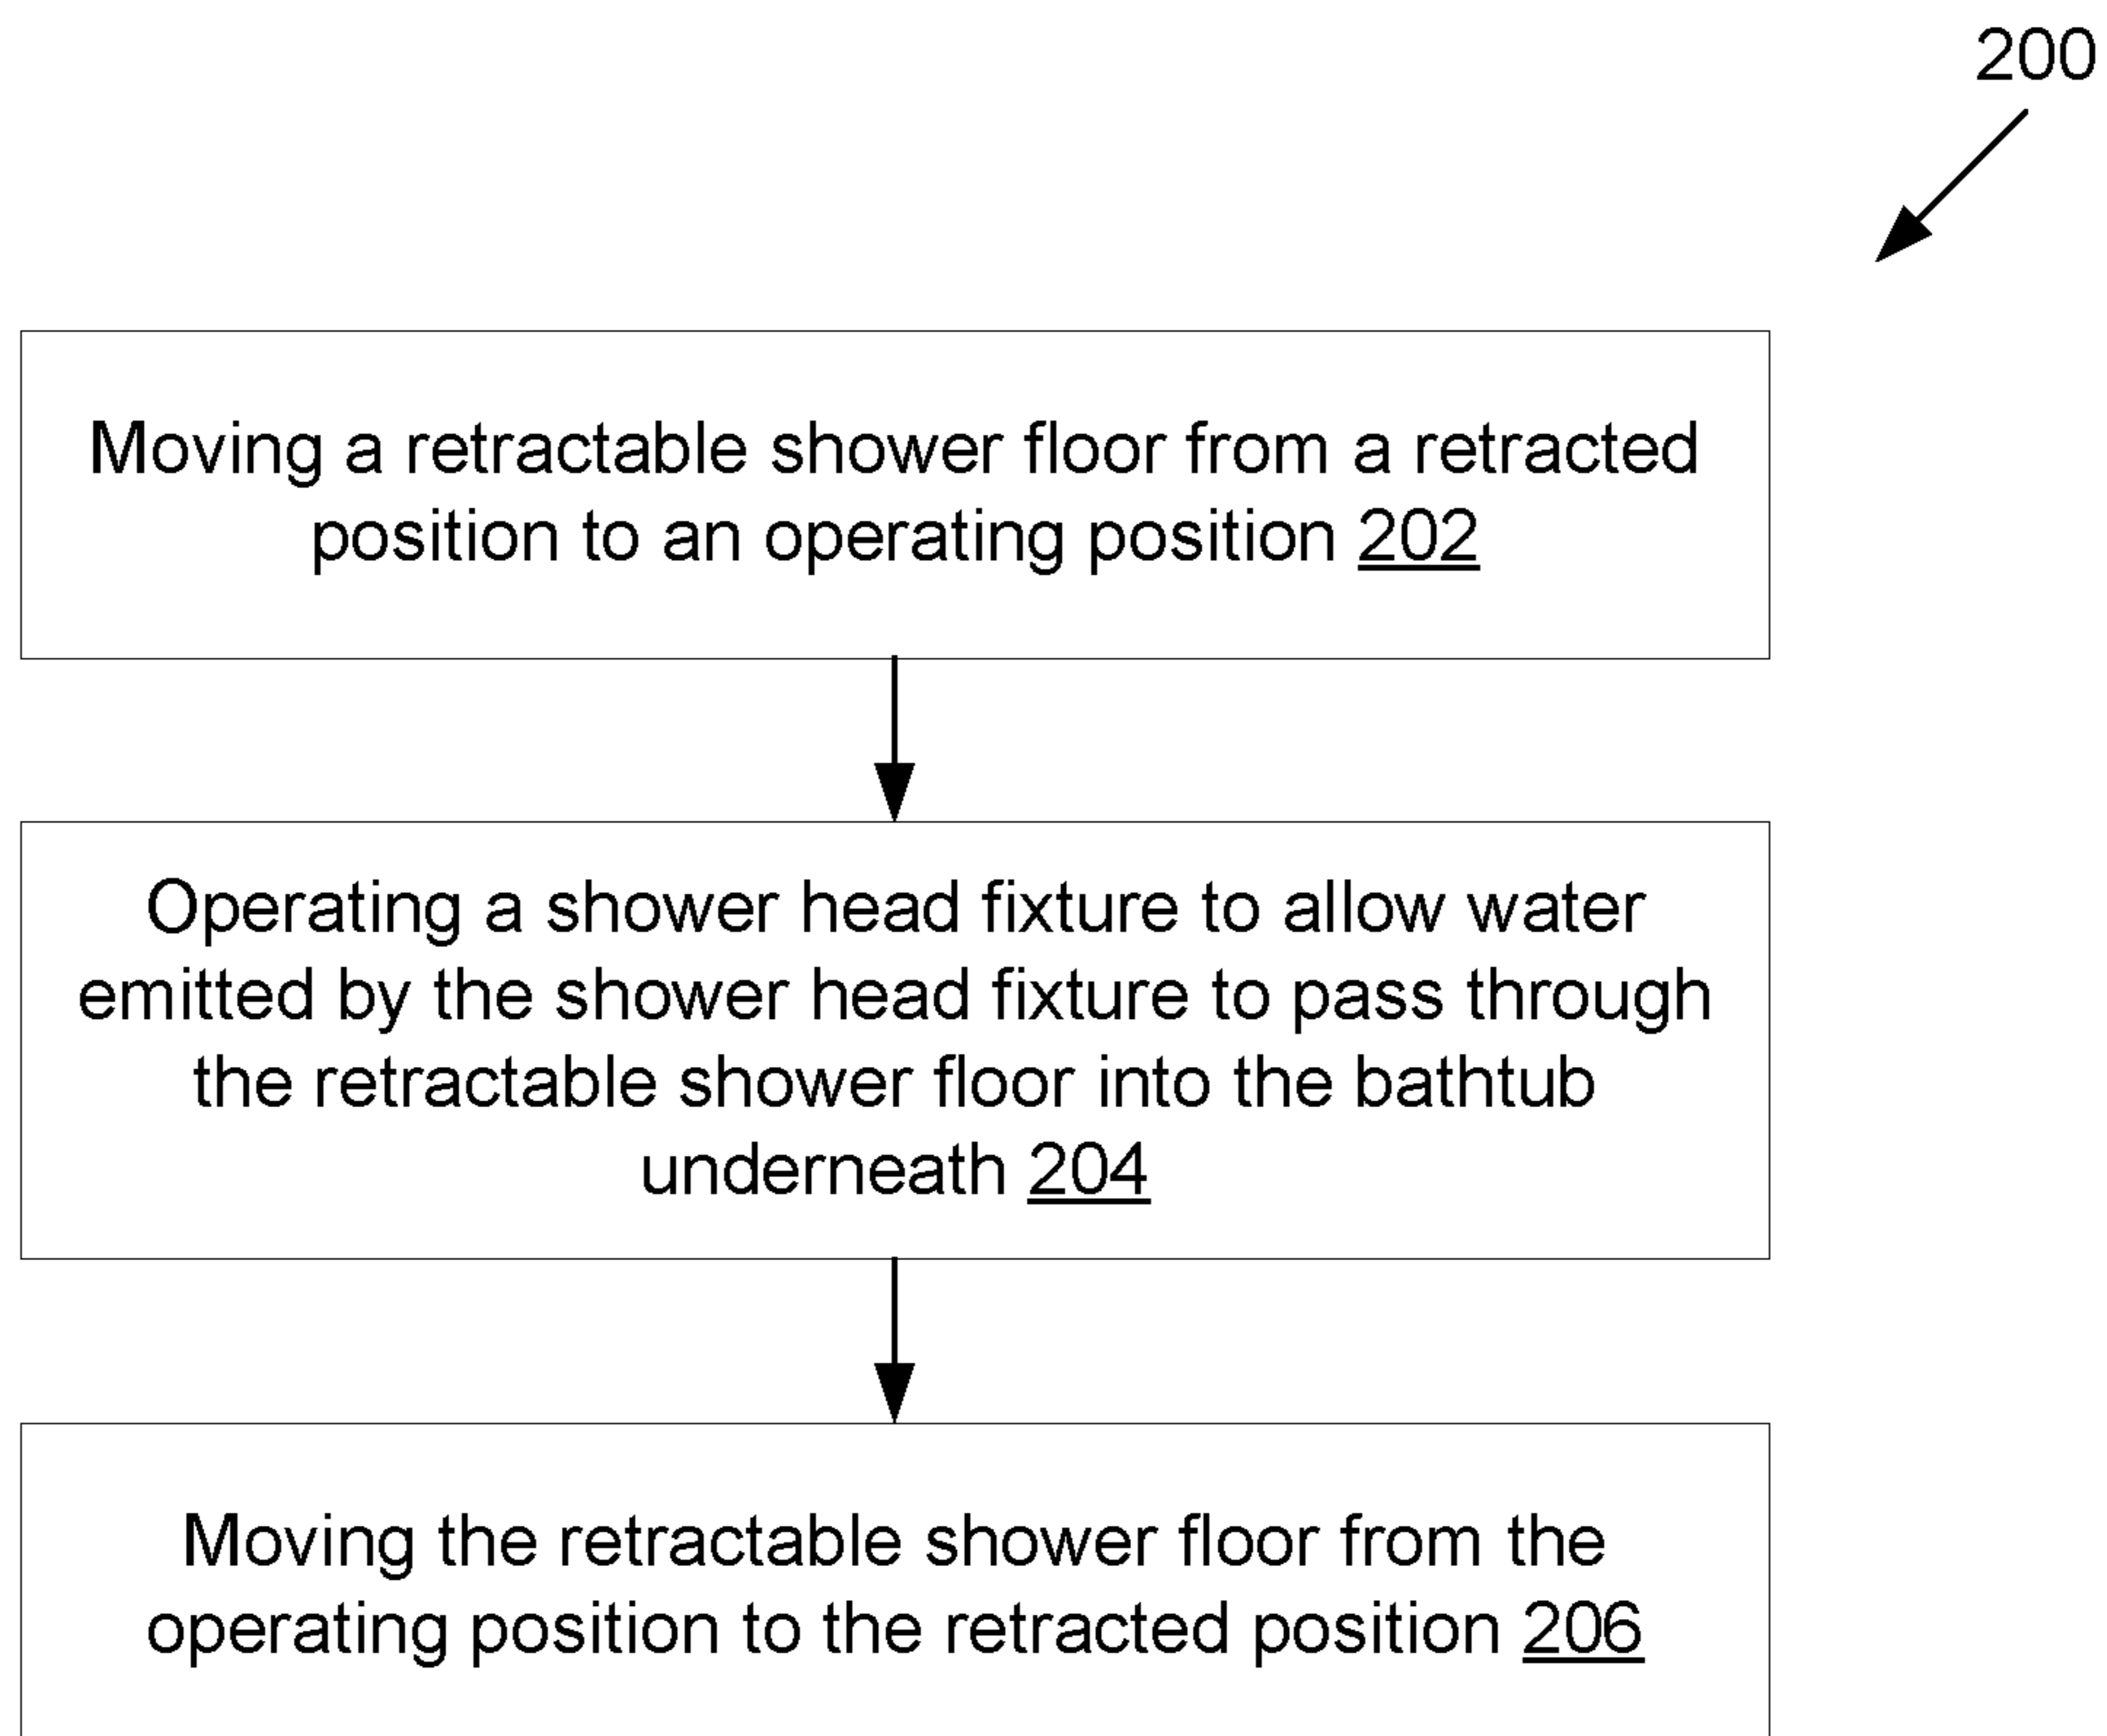 200
Moving a retractable shower floor from a retracted
position to an operating position 202
Operating a shower head fixture to allow water
emitted by the shower head fixture to pass through
the retractable shower floor into the bathtub
underneath 204
Moving the retractable shower floor from the
operating position to the retracted position 206